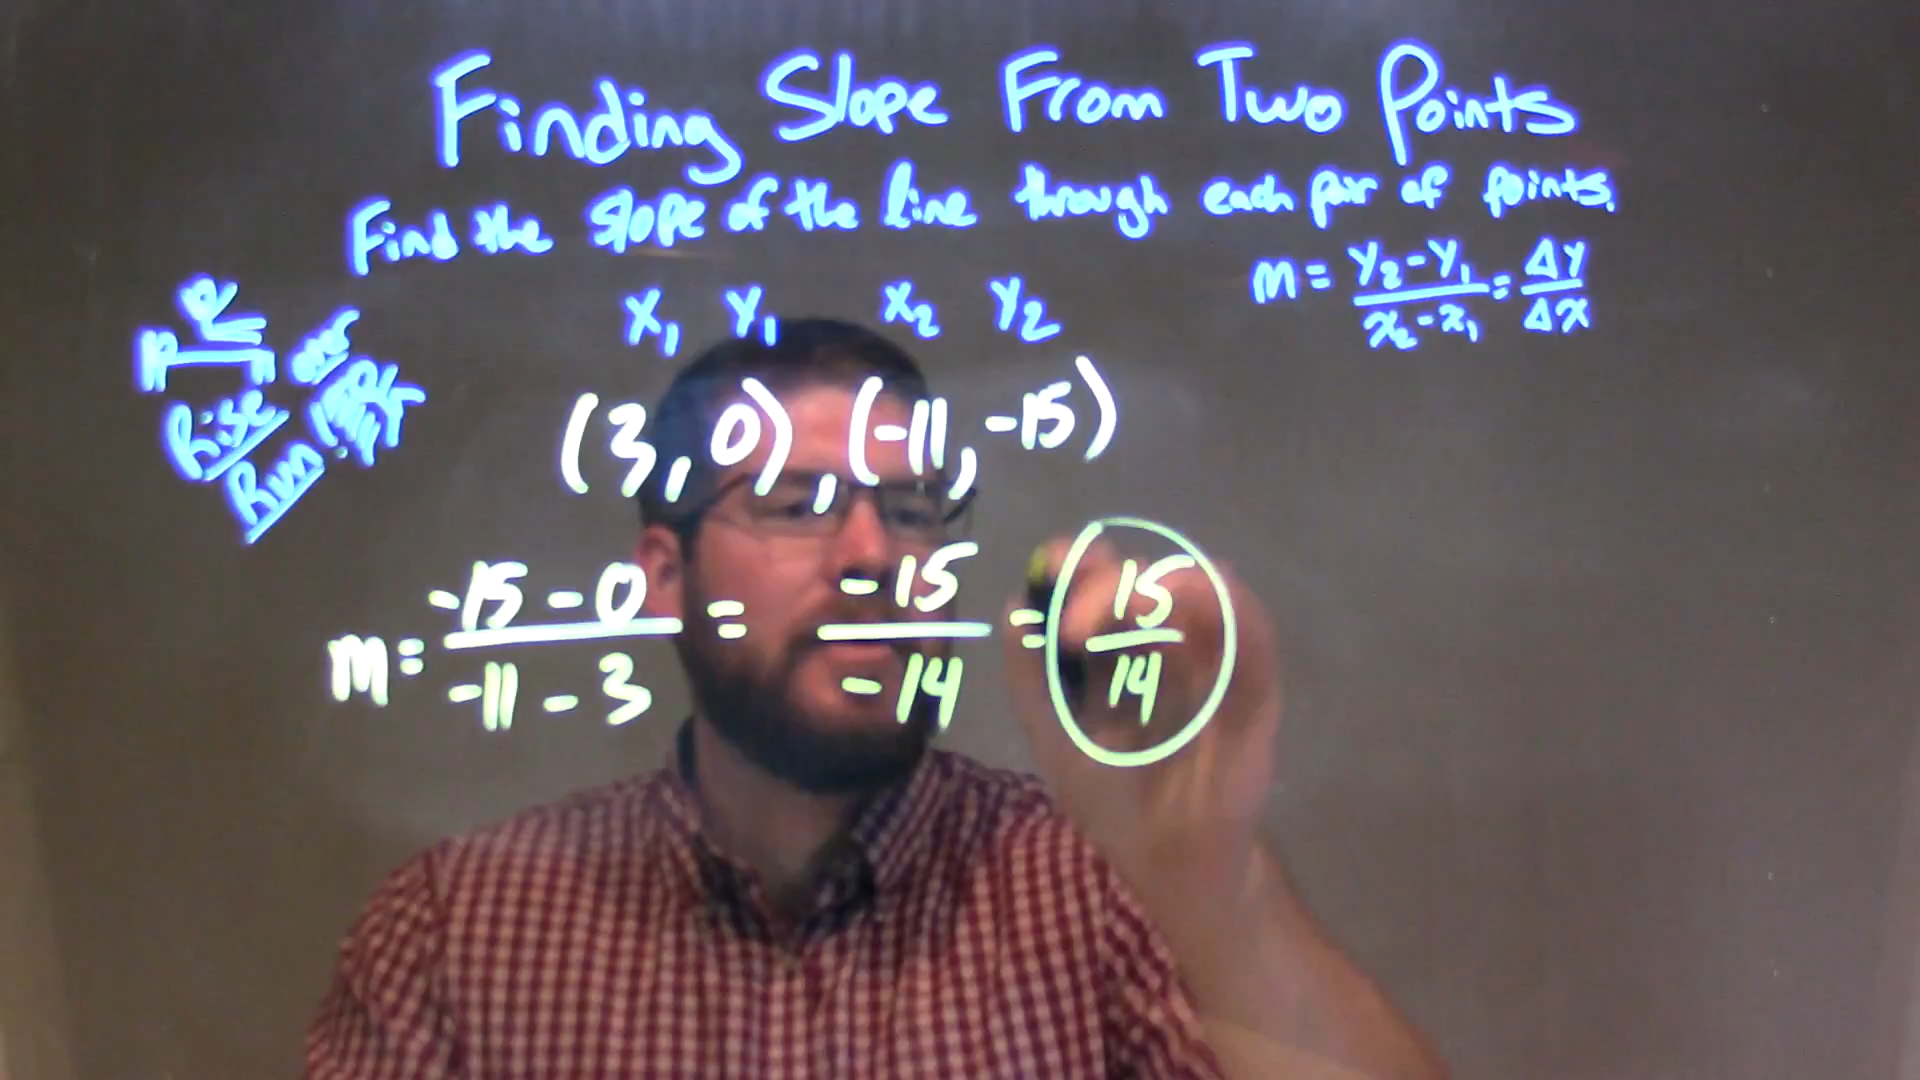 Finding Slope From Two Points
Find the slope of the line through each pair of points.
m = y₂-y₁/x₂-x₁ = Δy/Δx
x₁ y₁ x₂ y₂
Rise/Run
(3, 0), (-11, -15)
m = -15 - 0/-11 - 3 = -15/-14 = 15/14